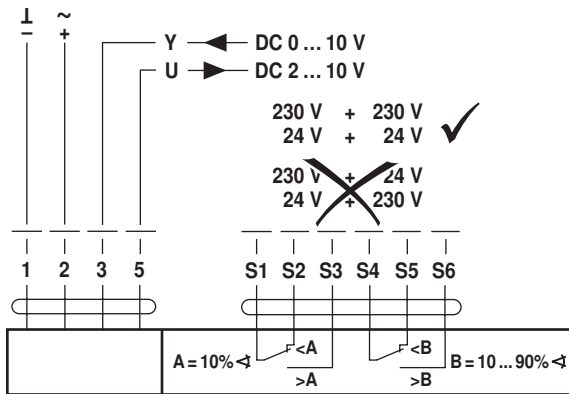 ⊥ ~
− +
Y DC 0 ... 10 V
U DC 2 ... 10 V
230 V + 230 V
24 V + 24 V
230 V + 24 V
24 V + 230 V
1 2 3 5 S1 S2 S3 S4 S5 S6
A = 10% ∢ <A <B B = 10 ... 90% ∢
>A >B